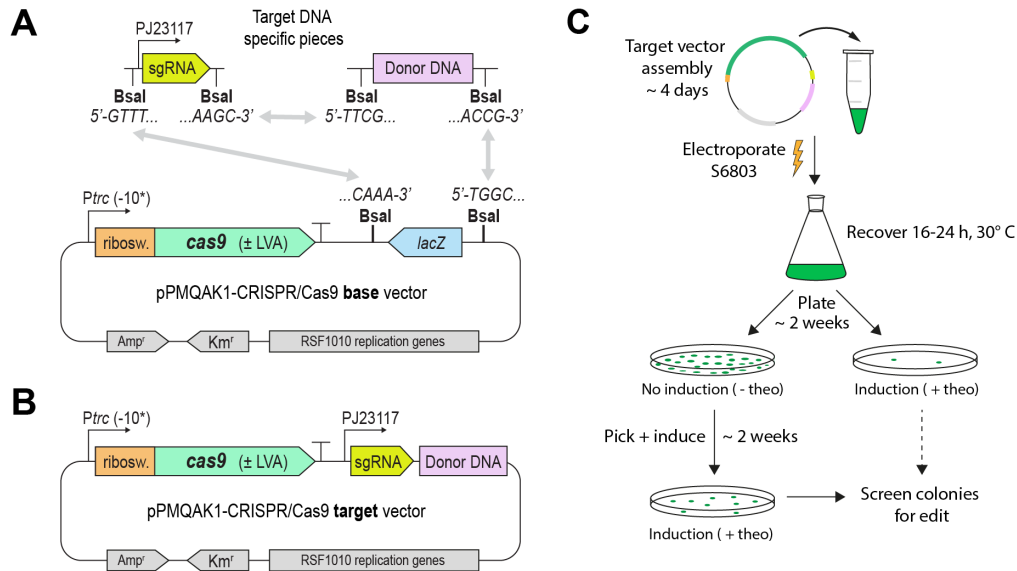 A
PJ23117
Target DNA
specific pieces
sgRNA
Donor DNA
BsaI
BsaI
BsaI
BsaI
5'-GTTT...
...AAGC-3'
5'-TTCG...
...ACCG-3'
Ptrc (-10*)
...CAAA-3'
5'-TGGC...
BsaI
BsaI
ribosw.
cas9 (± LVA)
lacZ
pPMQAK1-CRISPR/Cas9 base vector
Ampʳ
Kmʳ
RSF1010 replication genes
B
Ptrc (-10*)
PJ23117
ribosw.
cas9 (± LVA)
sgRNA
Donor DNA
pPMQAK1-CRISPR/Cas9 target vector
Ampʳ
Kmʳ
RSF1010 replication genes
C
Target vector
assembly
~ 4 days
Electroporate
S6803
Recover 16-24 h, 30° C
Plate
~ 2 weeks
No induction ( - theo)
Induction ( + theo)
Pick + induce
~ 2 weeks
Induction ( + theo)
Screen colonies
for edit